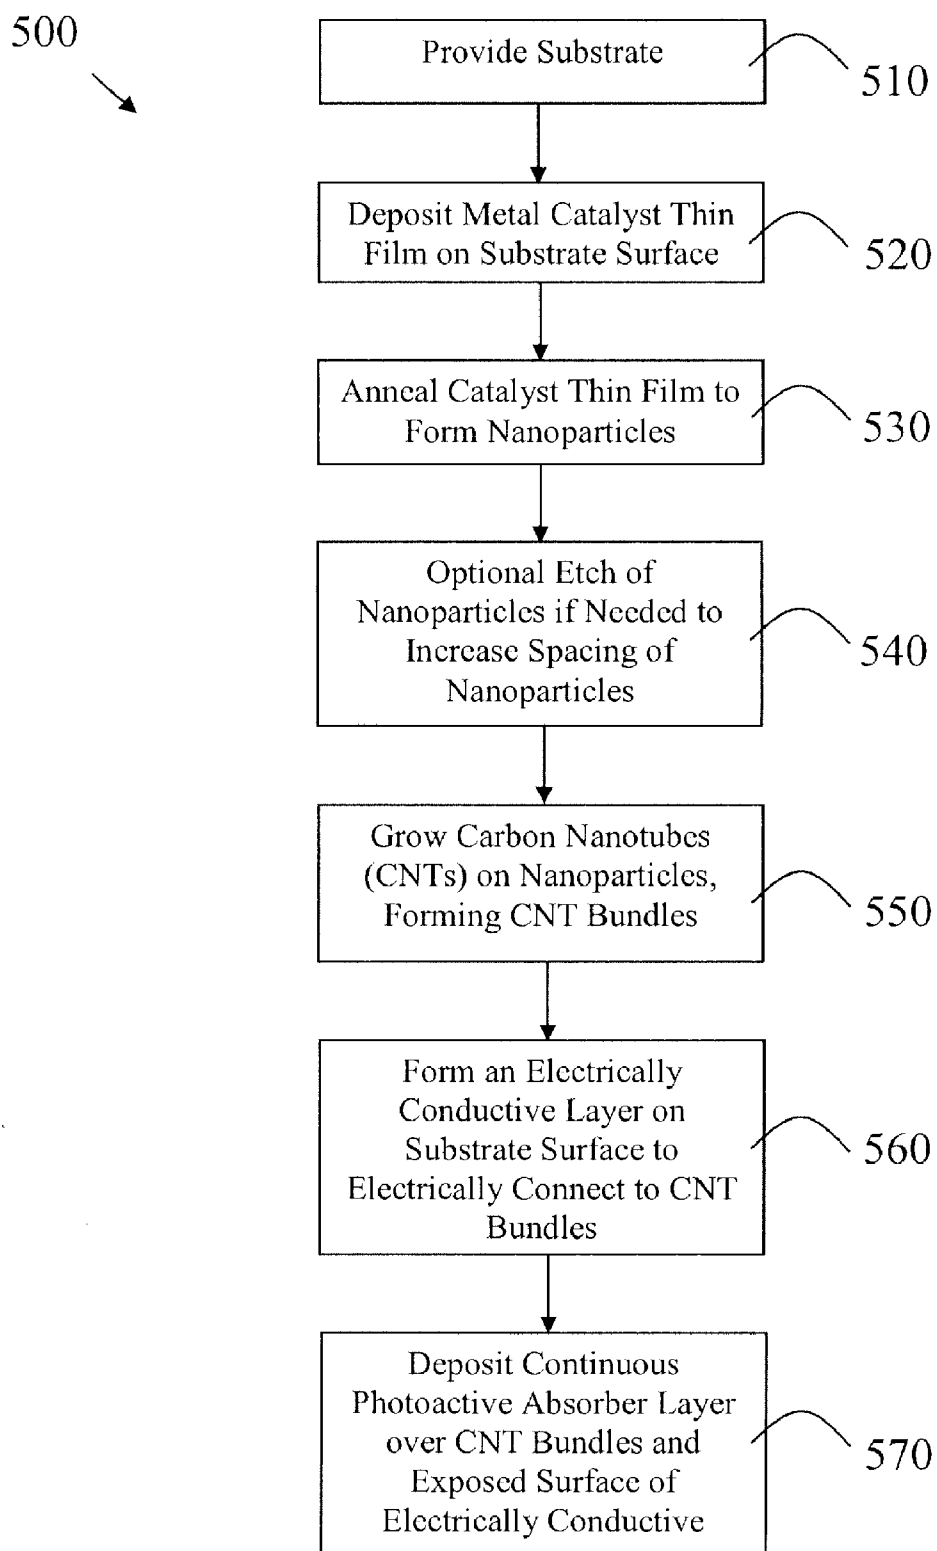 500
Provide Substrate
510
Deposit Metal Catalyst Thin
Film on Substrate Surface
520
Anneal Catalyst Thin Film to
Form Nanoparticles
530
Optional Etch of
Nanoparticles if Needed to
Increase Spacing of
Nanoparticles
540
Grow Carbon Nanotubes
(CNTs) on Nanoparticles,
Forming CNT Bundles
550
Form an Electrically
Conductive Layer on
Substrate Surface to
Electrically Connect to CNT
Bundles
560
Deposit Continuous
Photoactive Absorber Layer
over CNT Bundles and
Exposed Surface of
Electrically Conductive
570